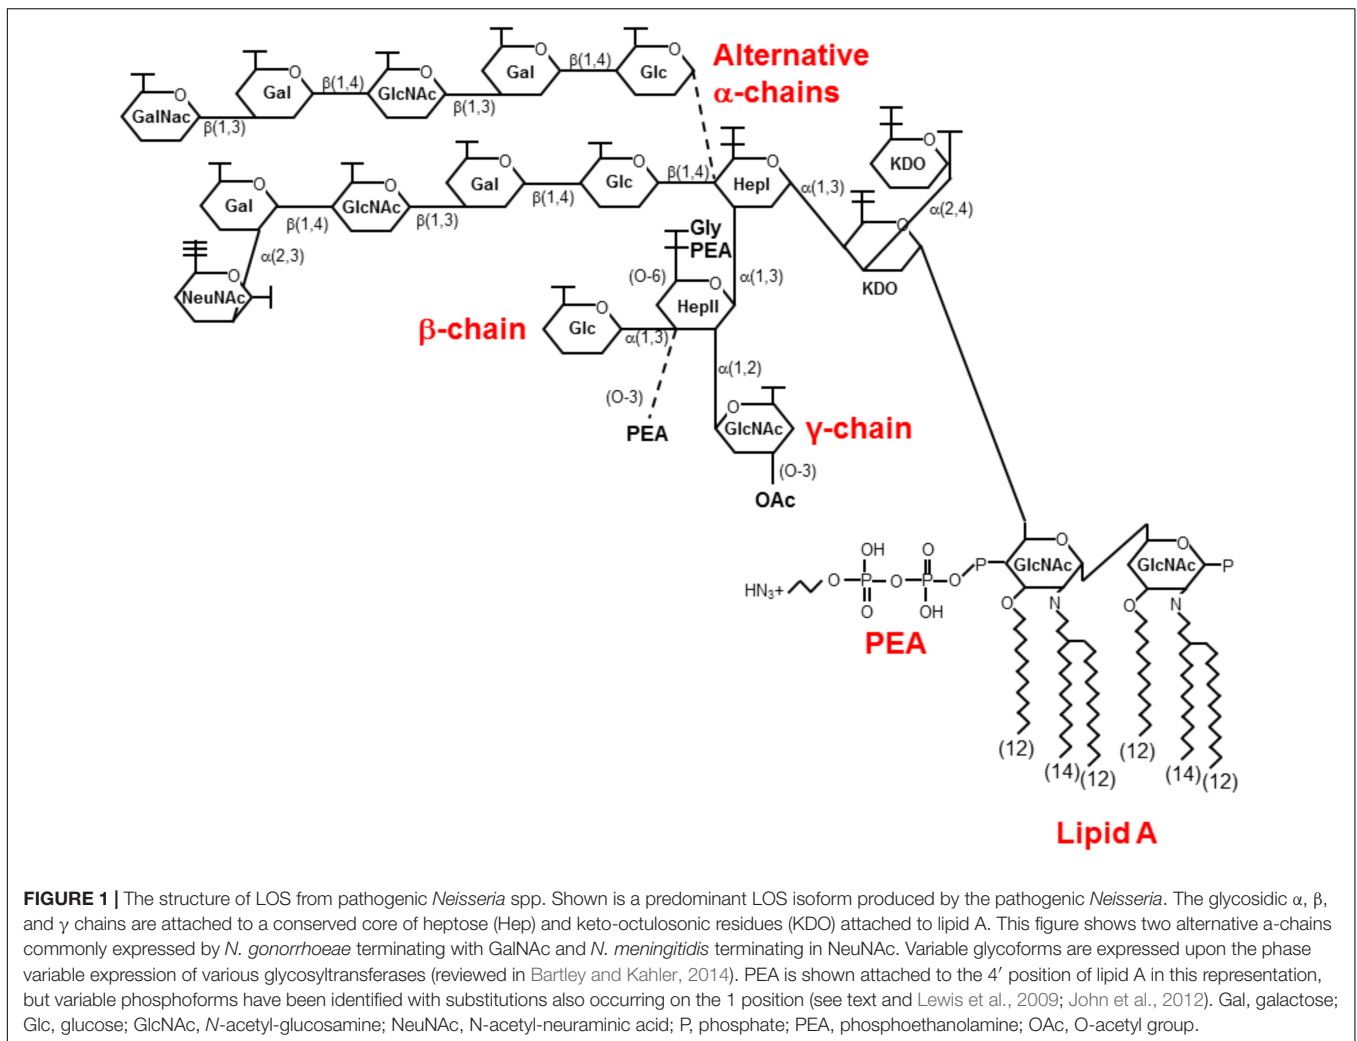 Alternative
α-chains
GalNac
β(1,3)
Gal
O
β(1,4)
GlcNAc
O
β(1,3)
Gal
O
β(1,4)
Glc
O
O
Gal
O
β(1,4)
GlcNAc
O
β(1,3)
Gal
O
β(1,4)
Glc
O
β(1,4)
HepI
O
α(1,3)
KDO
O
α(2,4)
O
KDO
α(2,3)
NeuNAc
O
Gly
PEA
(O-6)
O
HepII
α(1,3)
β-chain
Glc
O
α(1,3)
(O-3)
PEA
α(1,2)
O
GlcNAc
γ-chain
(O-3)
OAc
HN₃+
O
OH
P
O
O
O
P
OH
O
P
PEA
O
GlcNAc
O
GlcNAc
P
O
N
O
N
(12)
(14)
(12)
(12)
(14)
(12)
Lipid A
FIGURE 1 | The structure of LOS from pathogenic Neisseria spp. Shown is a predominant LOS isoform produced by the pathogenic Neisseria. The glycosidic α, β,
and γ chains are attached to a conserved core of heptose (Hep) and keto-octulosonic residues (KDO) attached to lipid A. This figure shows two alternative a-chains
commonly expressed by N. gonorrhoeae terminating with GalNAc and N. meningitidis terminating in NeuNAc. Variable glycoforms are expressed upon the phase
variable expression of various glycosyltransferases (reviewed in Bartley and Kahler, 2014). PEA is shown attached to the 4′ position of lipid A in this representation,
but variable phosphoforms have been identified with substitutions also occurring on the 1 position (see text and Lewis et al., 2009; John et al., 2012). Gal, galactose;
Glc, glucose; GlcNAc, N-acetyl-glucosamine; NeuNAc, N-acetyl-neuraminic acid; P, phosphate; PEA, phosphoethanolamine; OAc, O-acetyl group.